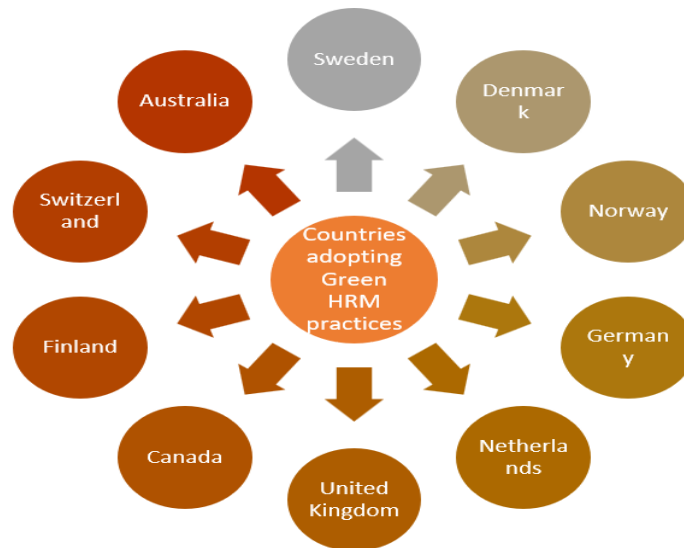 Sweden
Denmar
k
Norway
German
y
Netherla
nds
United
Kingdom
Canada
Finland
Switzerl
and
Australia
Countries
adopting
Green
HRM
practices